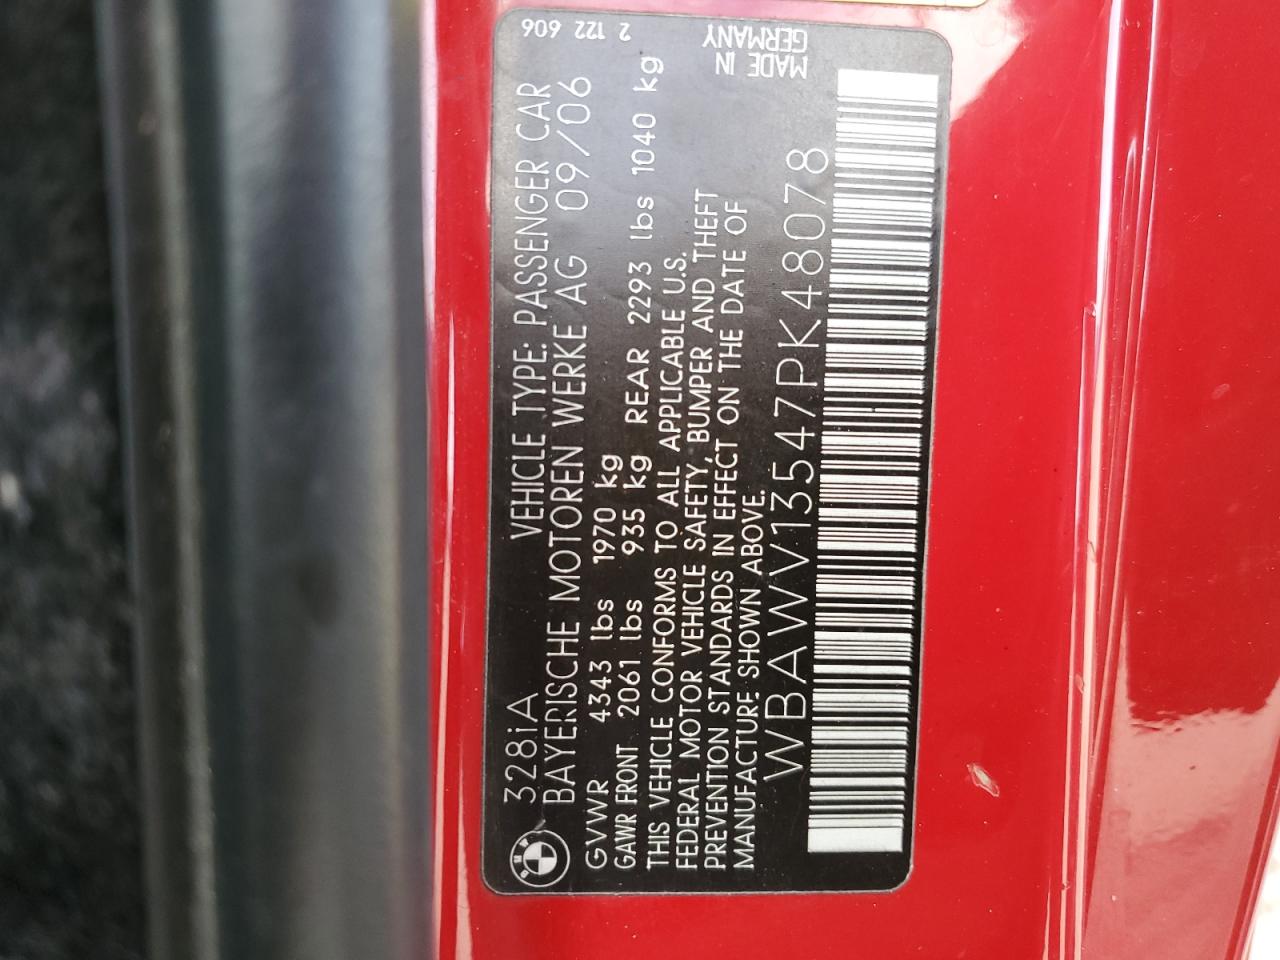 BMW
328iA VEHICLE TYPE: PASSENGER CAR
BAYERISCHE MOTOREN WERKE AG 09/06
GVWR 4343 lbs 1970 kg
GAWR FRONT 2061 lbs 935 kg REAR 2293 lbs 1040 kg
THIS VEHICLE CONFORMS TO ALL APPLICABLE U.S.
FEDERAL MOTOR VEHICLE SAFETY, BUMPER AND THEFT
PREVENTION STANDARDS IN EFFECT ON THE DATE OF
MANUFACTURE SHOWN ABOVE.
WBAWV13547PK48078
2 122 606
MADE IN
GERMANY